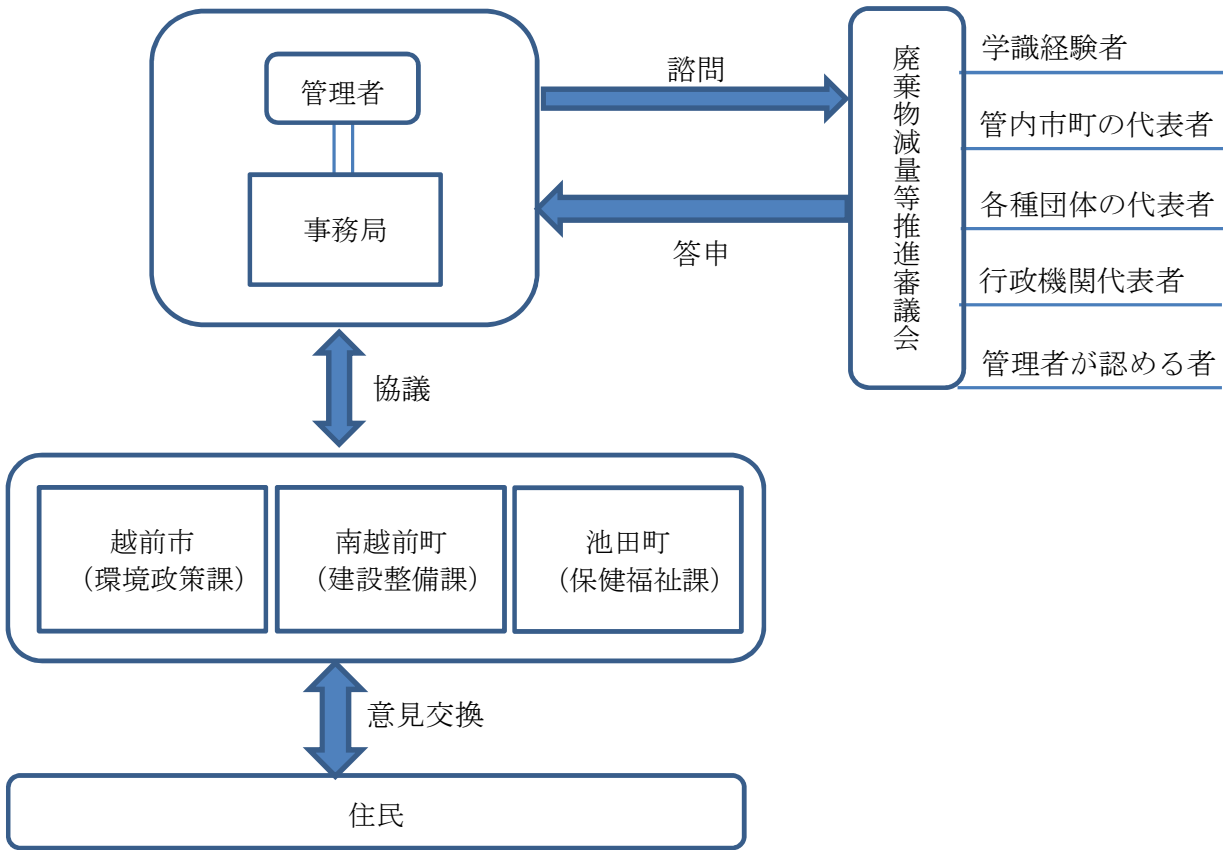 管理者
事務局
諮問
答申
廃棄物減量等推進審議会
学識経験者
管内市町の代表者
各種団体の代表者
行政機関代表者
管理者が認める者
協議
越前市
（環境政策課）
南越前町
（建設整備課）
池田町
（保健福祉課）
意見交換
住民